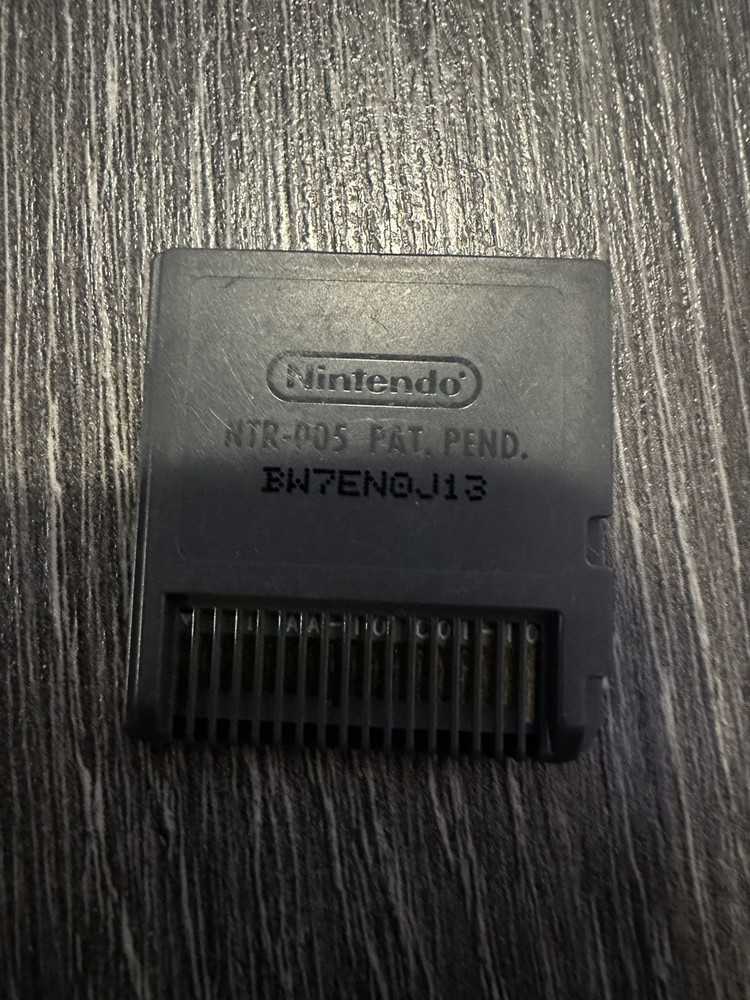 Nintendo®
NTR-005 PAT. PEND.
BW7EN0J13